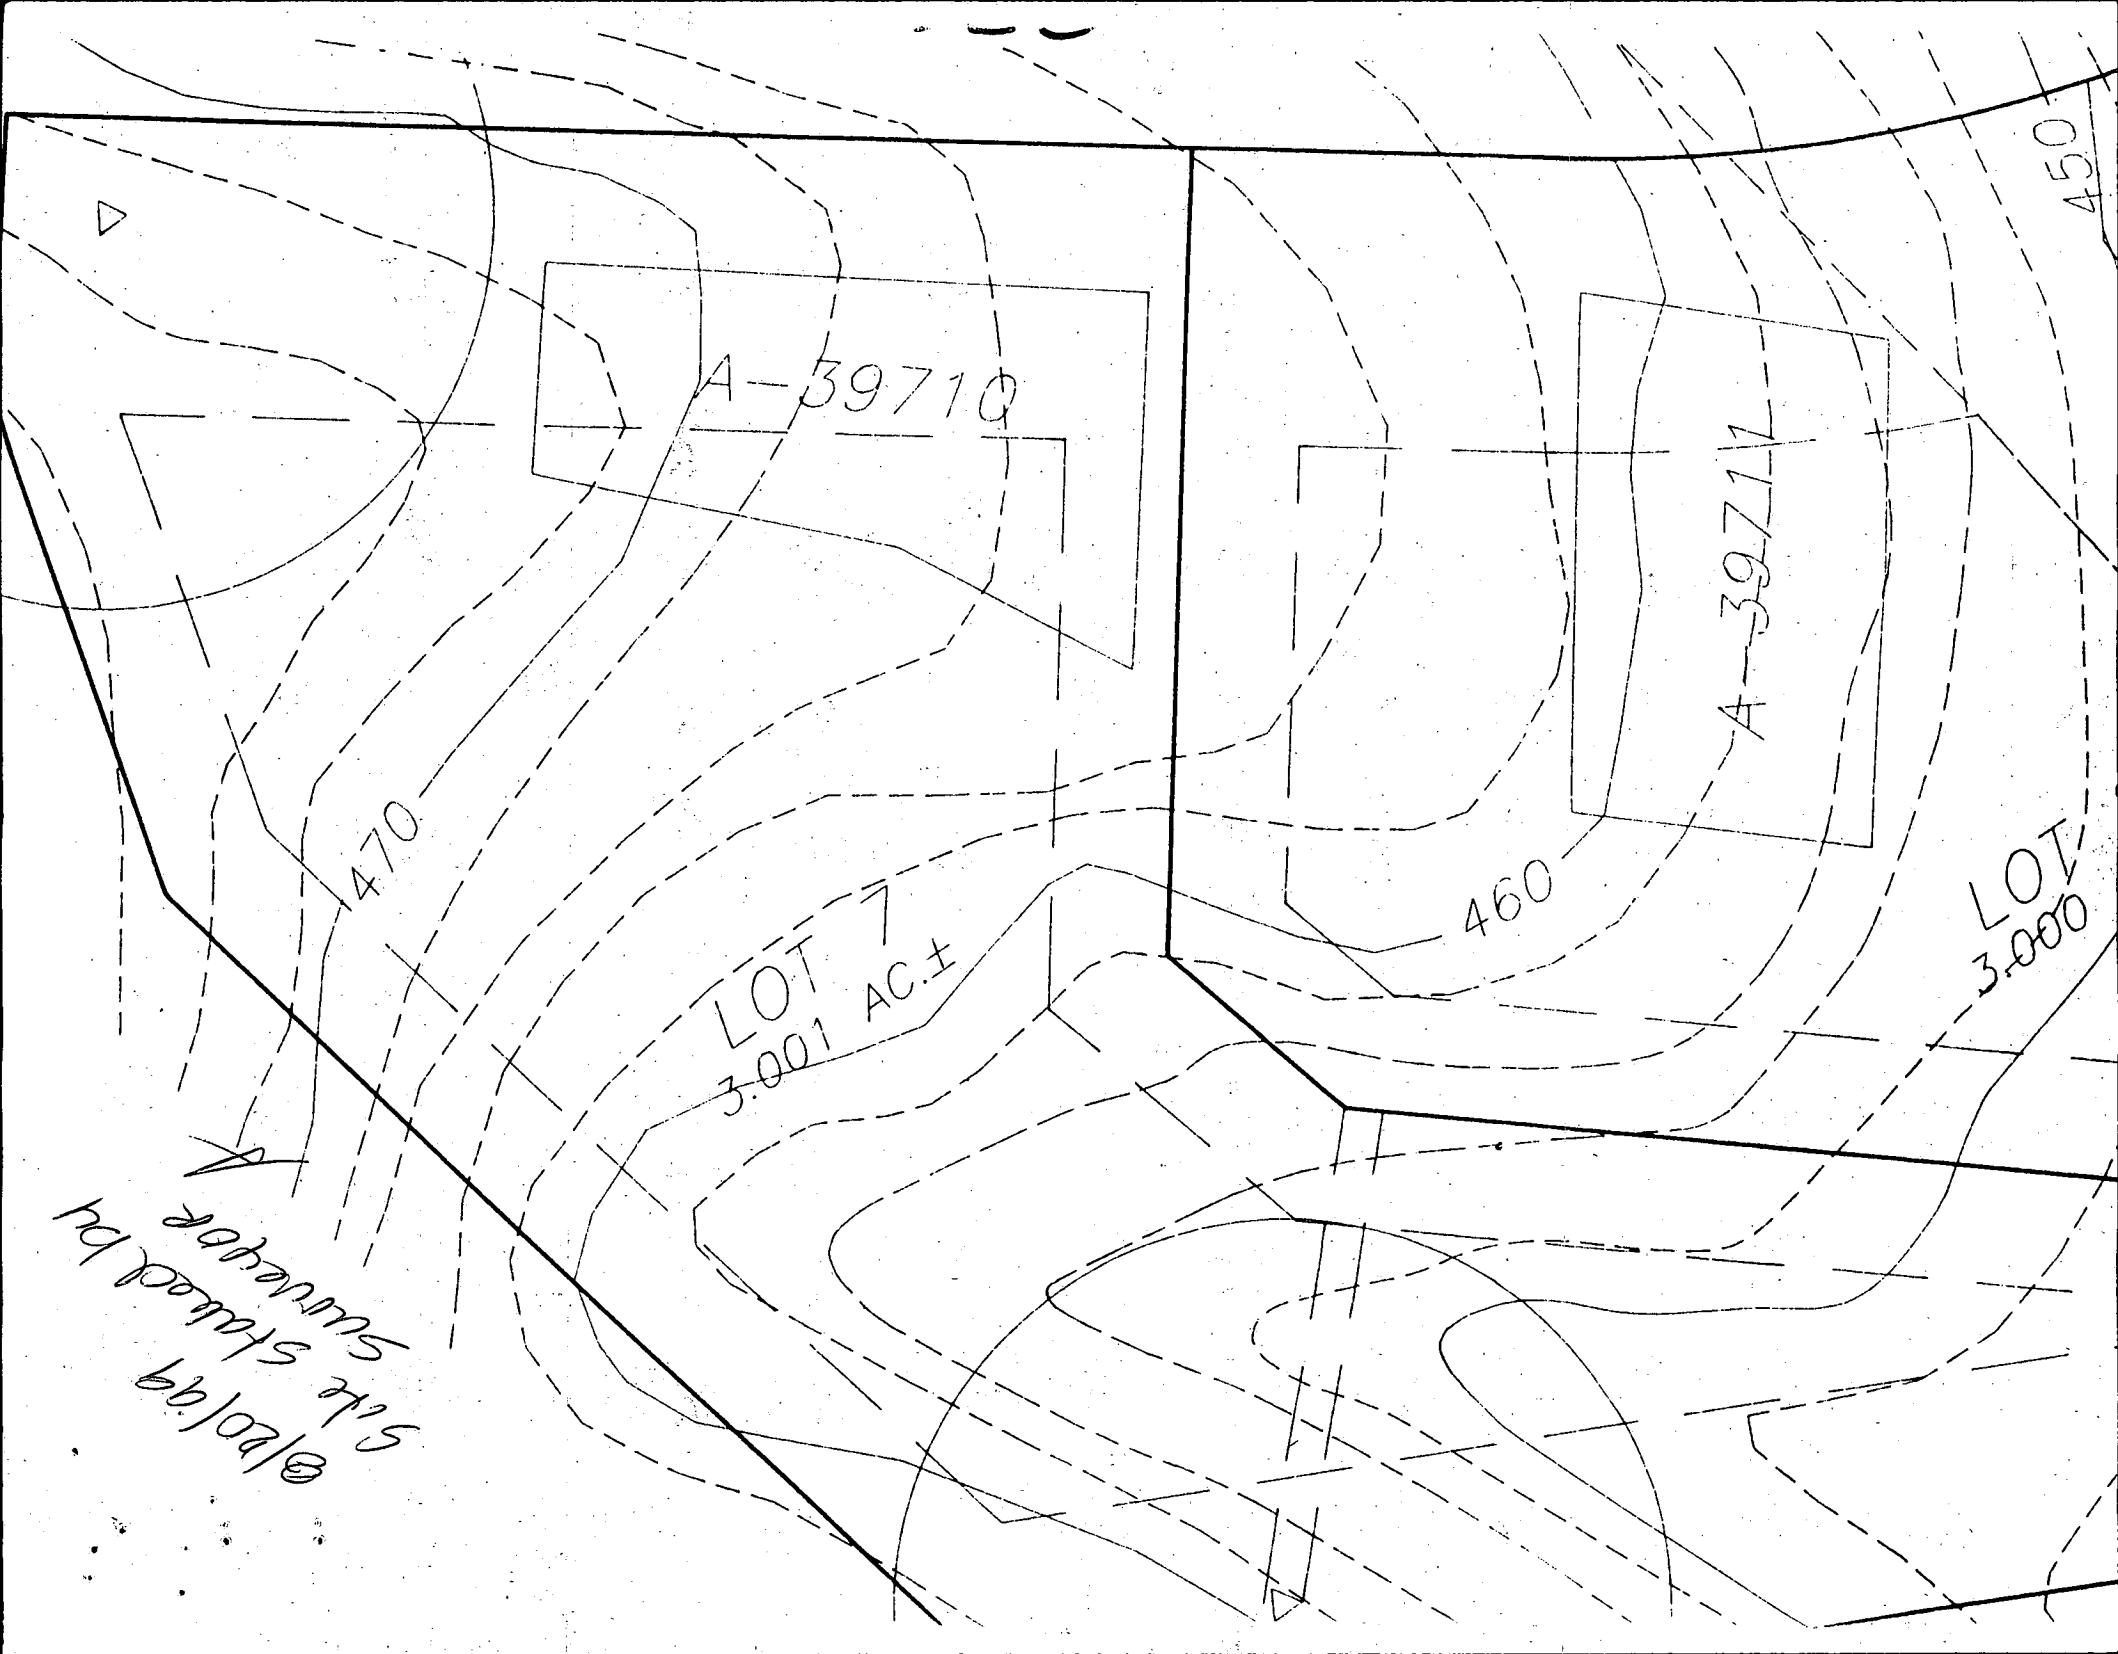 450
A-39710
A-39711
470
460
LOT 7
3.001 AC.±
LOT
3.000
8/20/99
Site Staked by
Surveyor